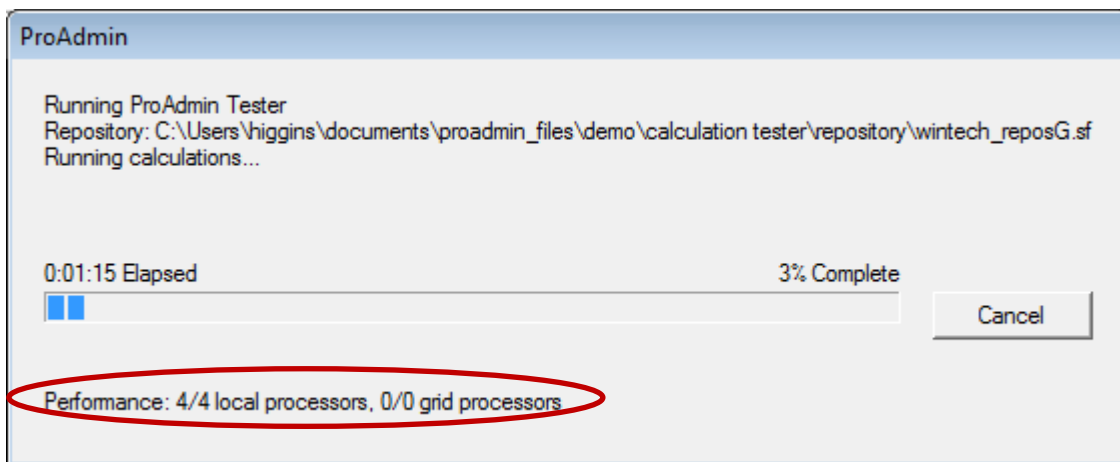 ProAdmin
Running ProAdmin Tester
Repository: C:\Users\higgins\documents\proadmin_files\demo\calculation tester\repository\wintech_reposG.sf
Running calculations...
0:01:15 Elapsed
3% Complete
Cancel
Performance: 4/4 local processors, 0/0 grid processors